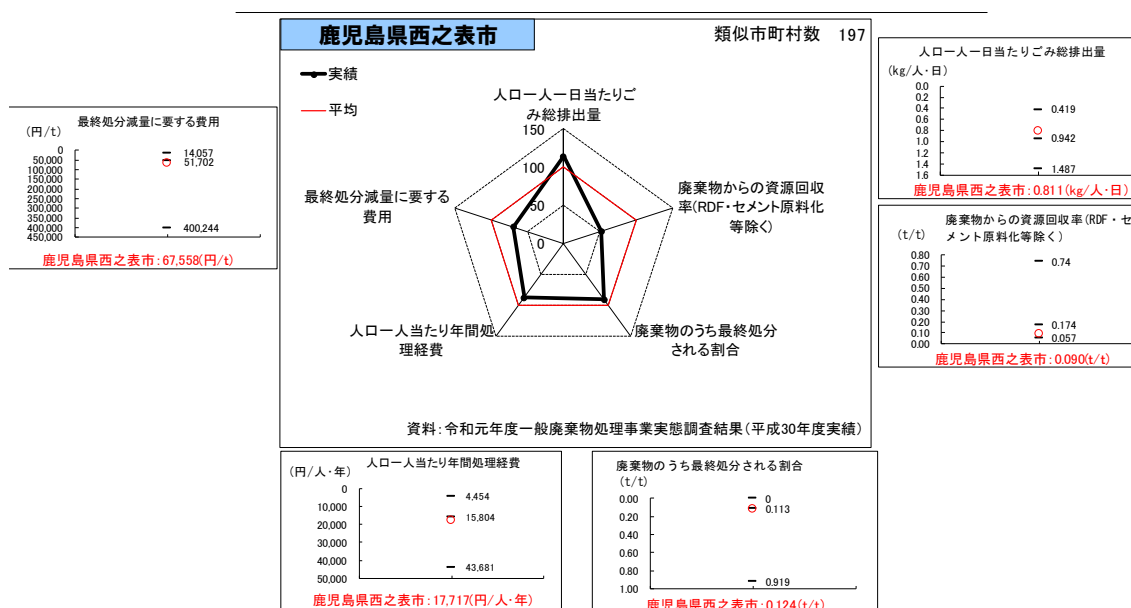 鹿児島県西之表市
類似市町村数 197
実績
平均
人口一人一日当たりご
み総排出量
廃棄物からの資源回収
率(RDF・セメント原料化
等除く)
廃棄物のうち最終処分
される割合
人口一人当たり年間処
理経費
最終処分減量に要する
費用
150
100
50
0
資料:令和元年度一般廃棄物処理事業実態調査結果(平成30年度実績)
最終処分減量に要する費用
(円/t)
0
50,000
100,000
150,000
200,000
250,000
300,000
350,000
400,000
450,000
14,057
51,702
400,244
鹿児島県西之表市:67,558(円/t)
人口一人一日当たりごみ総排出量
(kg/人・日)
0.0
0.2
0.4
0.6
0.8
1.0
1.2
1.4
1.6
0.419
0.942
1.487
鹿児島県西之表市:0.811(kg/人・日)
廃棄物からの資源回収率(RDF・セ
メント原料化等除く)
(t/t)
0.80
0.70
0.60
0.50
0.40
0.30
0.20
0.10
0.00
0.74
0.174
0.057
鹿児島県西之表市:0.090(t/t)
人口一人当たり年間処理経費
(円/人・年)
0
10,000
20,000
30,000
40,000
50,000
4,454
15,804
43,681
鹿児島県西之表市:17,717(円/人・年)
廃棄物のうち最終処分される割合
(t/t)
0.00
0.20
0.40
0.60
0.80
1.00
0
0.113
0.919
鹿児島県西之表市:0.124(t/t)